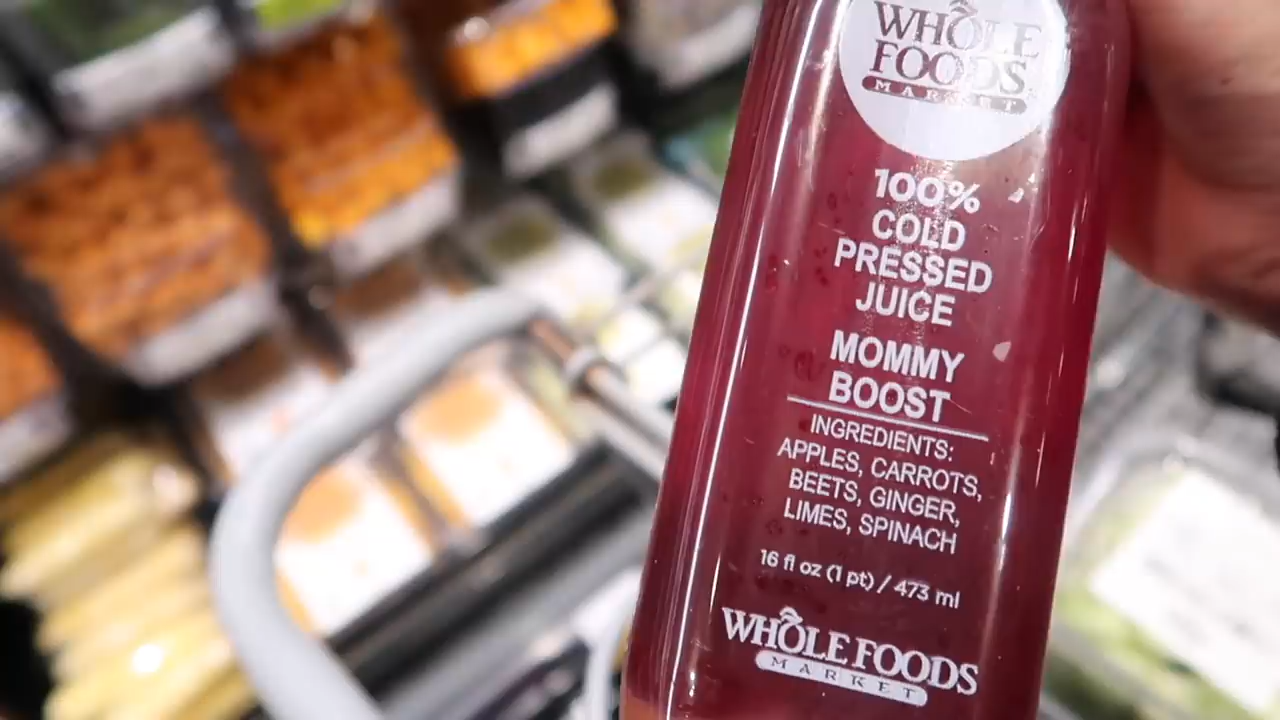 WHOLE
FOODS
MARKET
100%
COLD
PRESSED
JUICE
MOMMY
BOOST
INGREDIENTS:
APPLES, CARROTS,
BEETS, GINGER,
LIMES, SPINACH
16 fl oz (1 pt) / 473 ml
WHOLE FOODS
MARKET